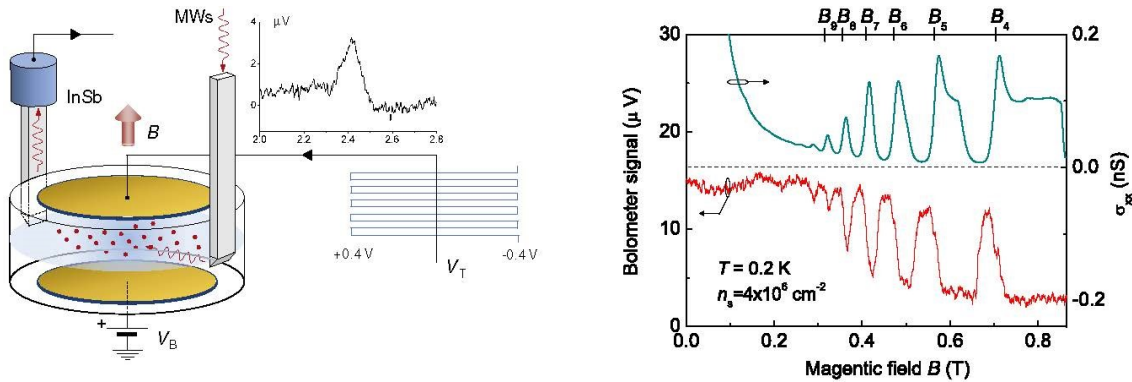 MWs
μV
4
2
0
2.0 2.2 2.4 2.6 2.8
InSb
B
+0.4 V
-0.4 V
V_T
+
V_B
B9 B8 B7 B6 B5 B4
30
20
10
0
Bolometer signal (μ V)
0.2
0.0
-0.2
σxx (nS)
T = 0.2 K
ns=4x10^6 cm^-2
0.0 0.2 0.4 0.6 0.8
Magentic field B (T)